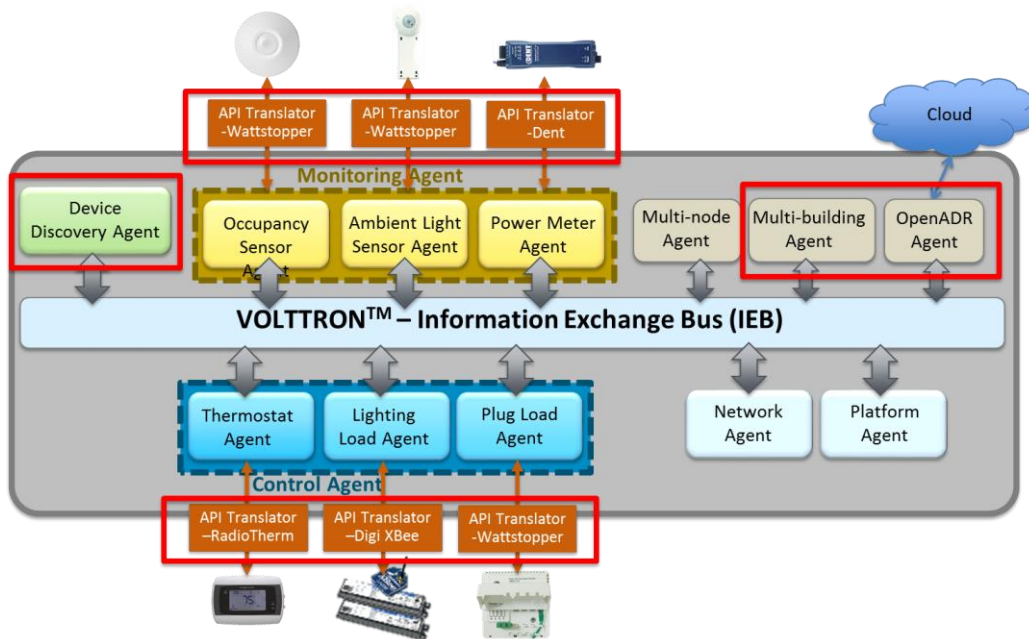 API Translator
-Wattstopper
API Translator
-Wattstopper
API Translator
-Dent
Cloud
Monitoring Agent
Device
Discovery Agent
Occupancy
Sensor
Agent
Ambient Light
Sensor Agent
Power Meter
Agent
Multi-node
Agent
Multi-building
Agent
OpenADR
Agent
VOLTTRON™ – Information Exchange Bus (IEB)
Thermostat
Agent
Lighting
Load Agent
Plug Load
Agent
Network
Agent
Platform
Agent
Control Agent
API Translator
–RadioTherm
API Translator
–Digi XBee
API Translator
-Wattstopper
DENT
75